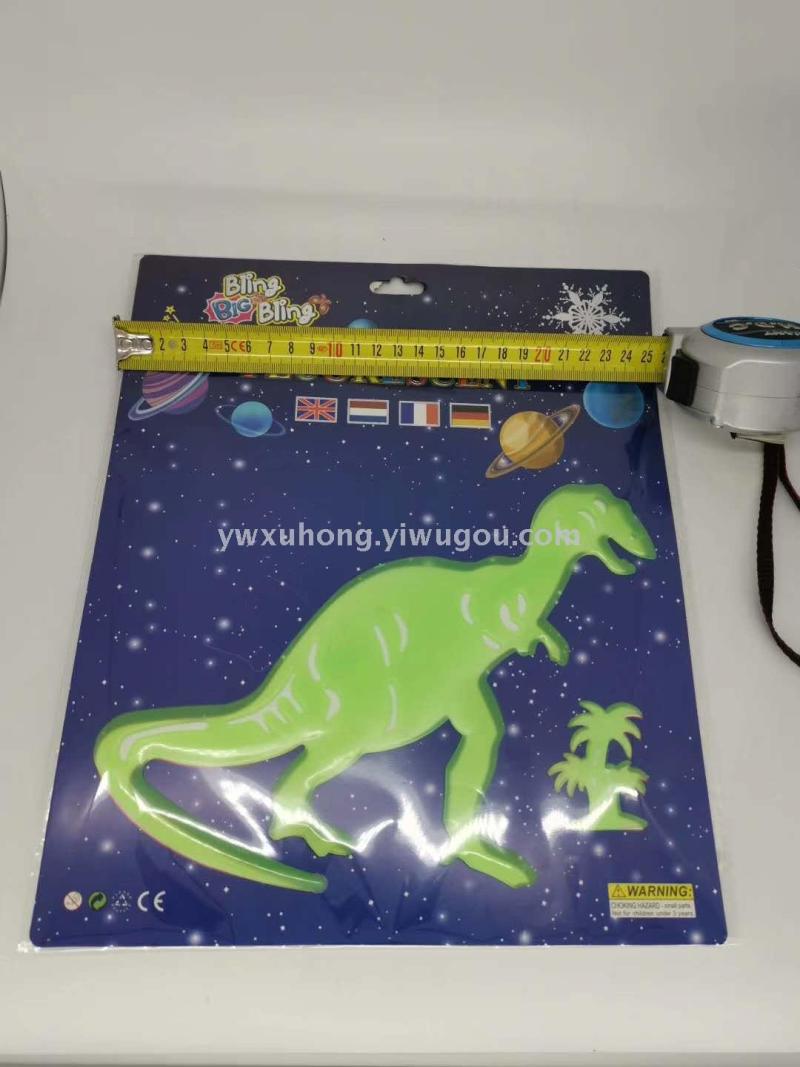 Bling
BIG
Bling
2 3 4 5 CE 6 7 8 9 10 11 12 13 14 15 16 17 18 19 20 21 22 23 24 25
FLUORESCENT
ywxuhong.yiwugou.com
CE
WARNING:
CHOKING HAZARD - small parts.
Not for children under 3 years.